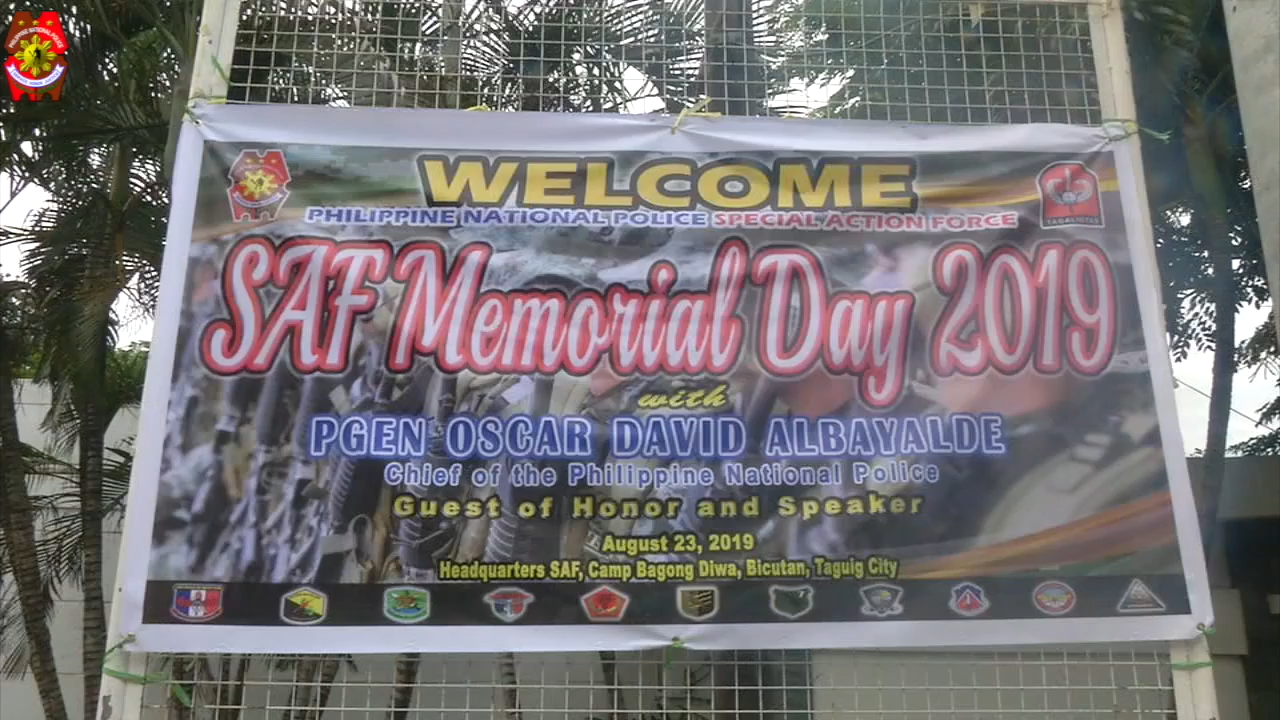 WELCOME
PHILIPPINE NATIONAL POLICE SPECIAL ACTION FORCE
TAGALIGTAS
SAF Memorial Day 2019
with
PGEN OSCAR DAVID ALBAYALDE
Chief of the Philippine National Police
Guest of Honor and Speaker
August 23, 2019
Headquarters SAF, Camp Bagong Diwa, Bicutan, Taguig City